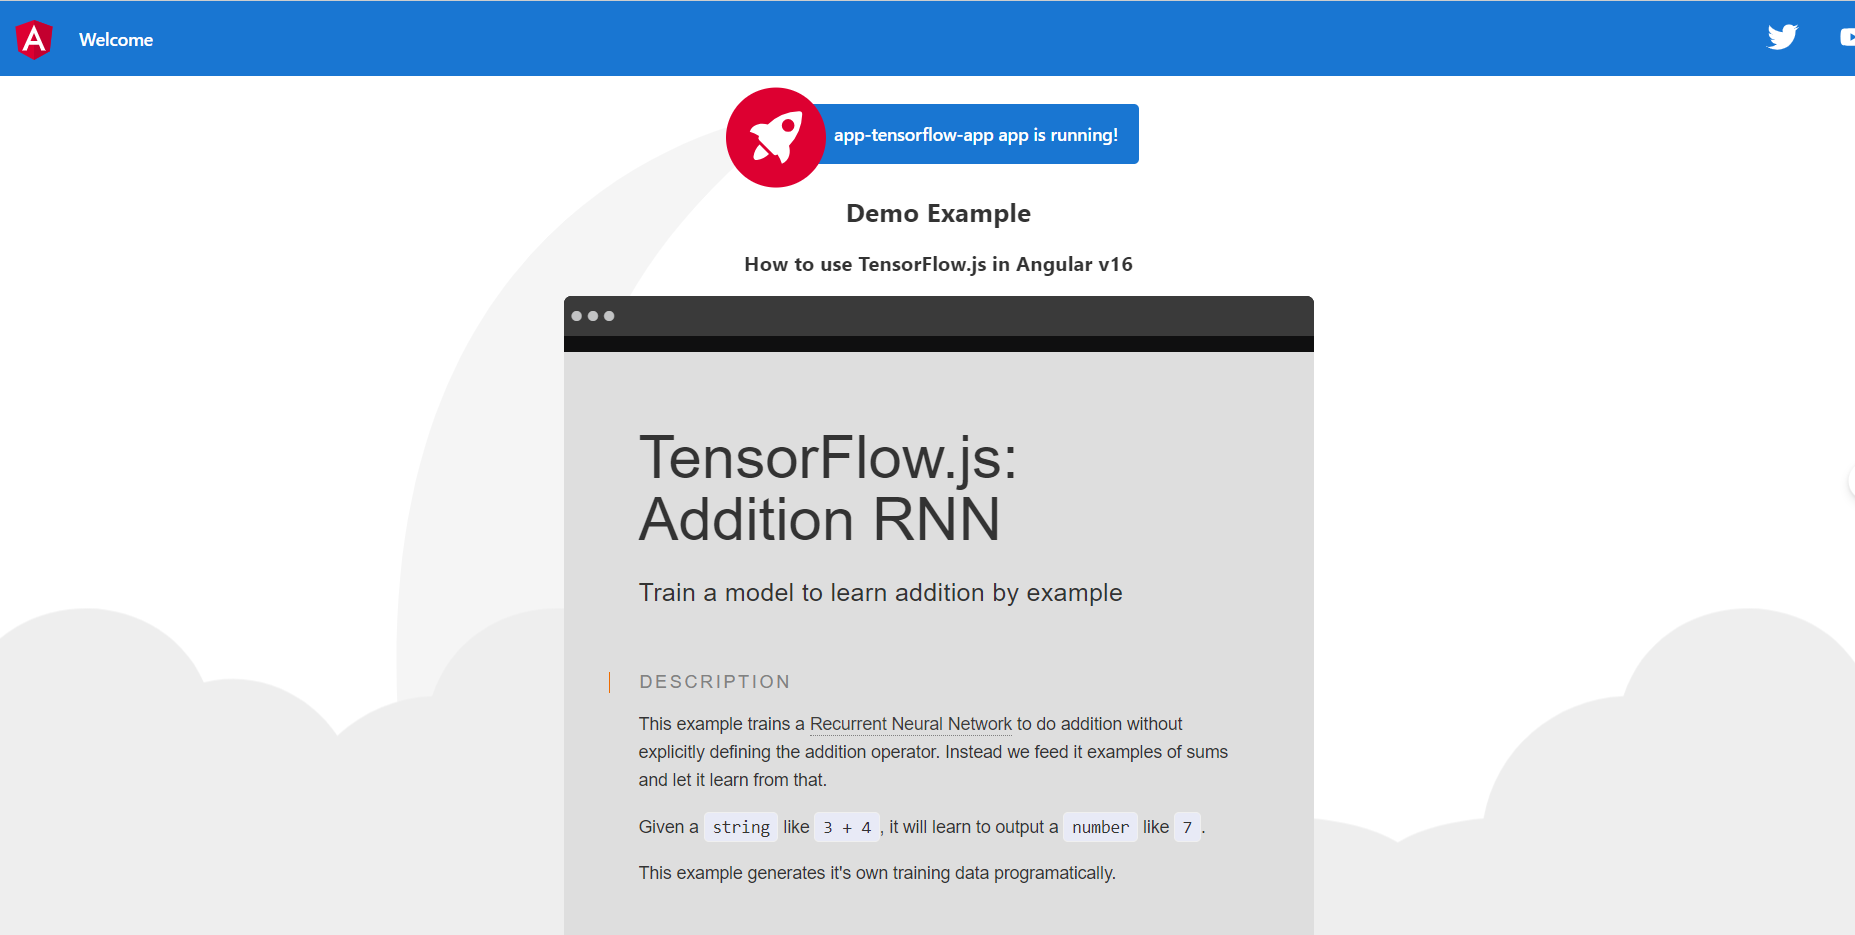 Welcome
app-tensorflow-app app is running!
Demo Example
How to use TensorFlow.js in Angular v16
TensorFlow.js:
Addition RNN
Train a model to learn addition by example
DESCRIPTION
This example trains a Recurrent Neural Network to do addition without
explicitly defining the addition operator. Instead we feed it examples of sums
and let it learn from that.
Given a string like 3 + 4, it will learn to output a number like 7.
This example generates it's own training data programatically.